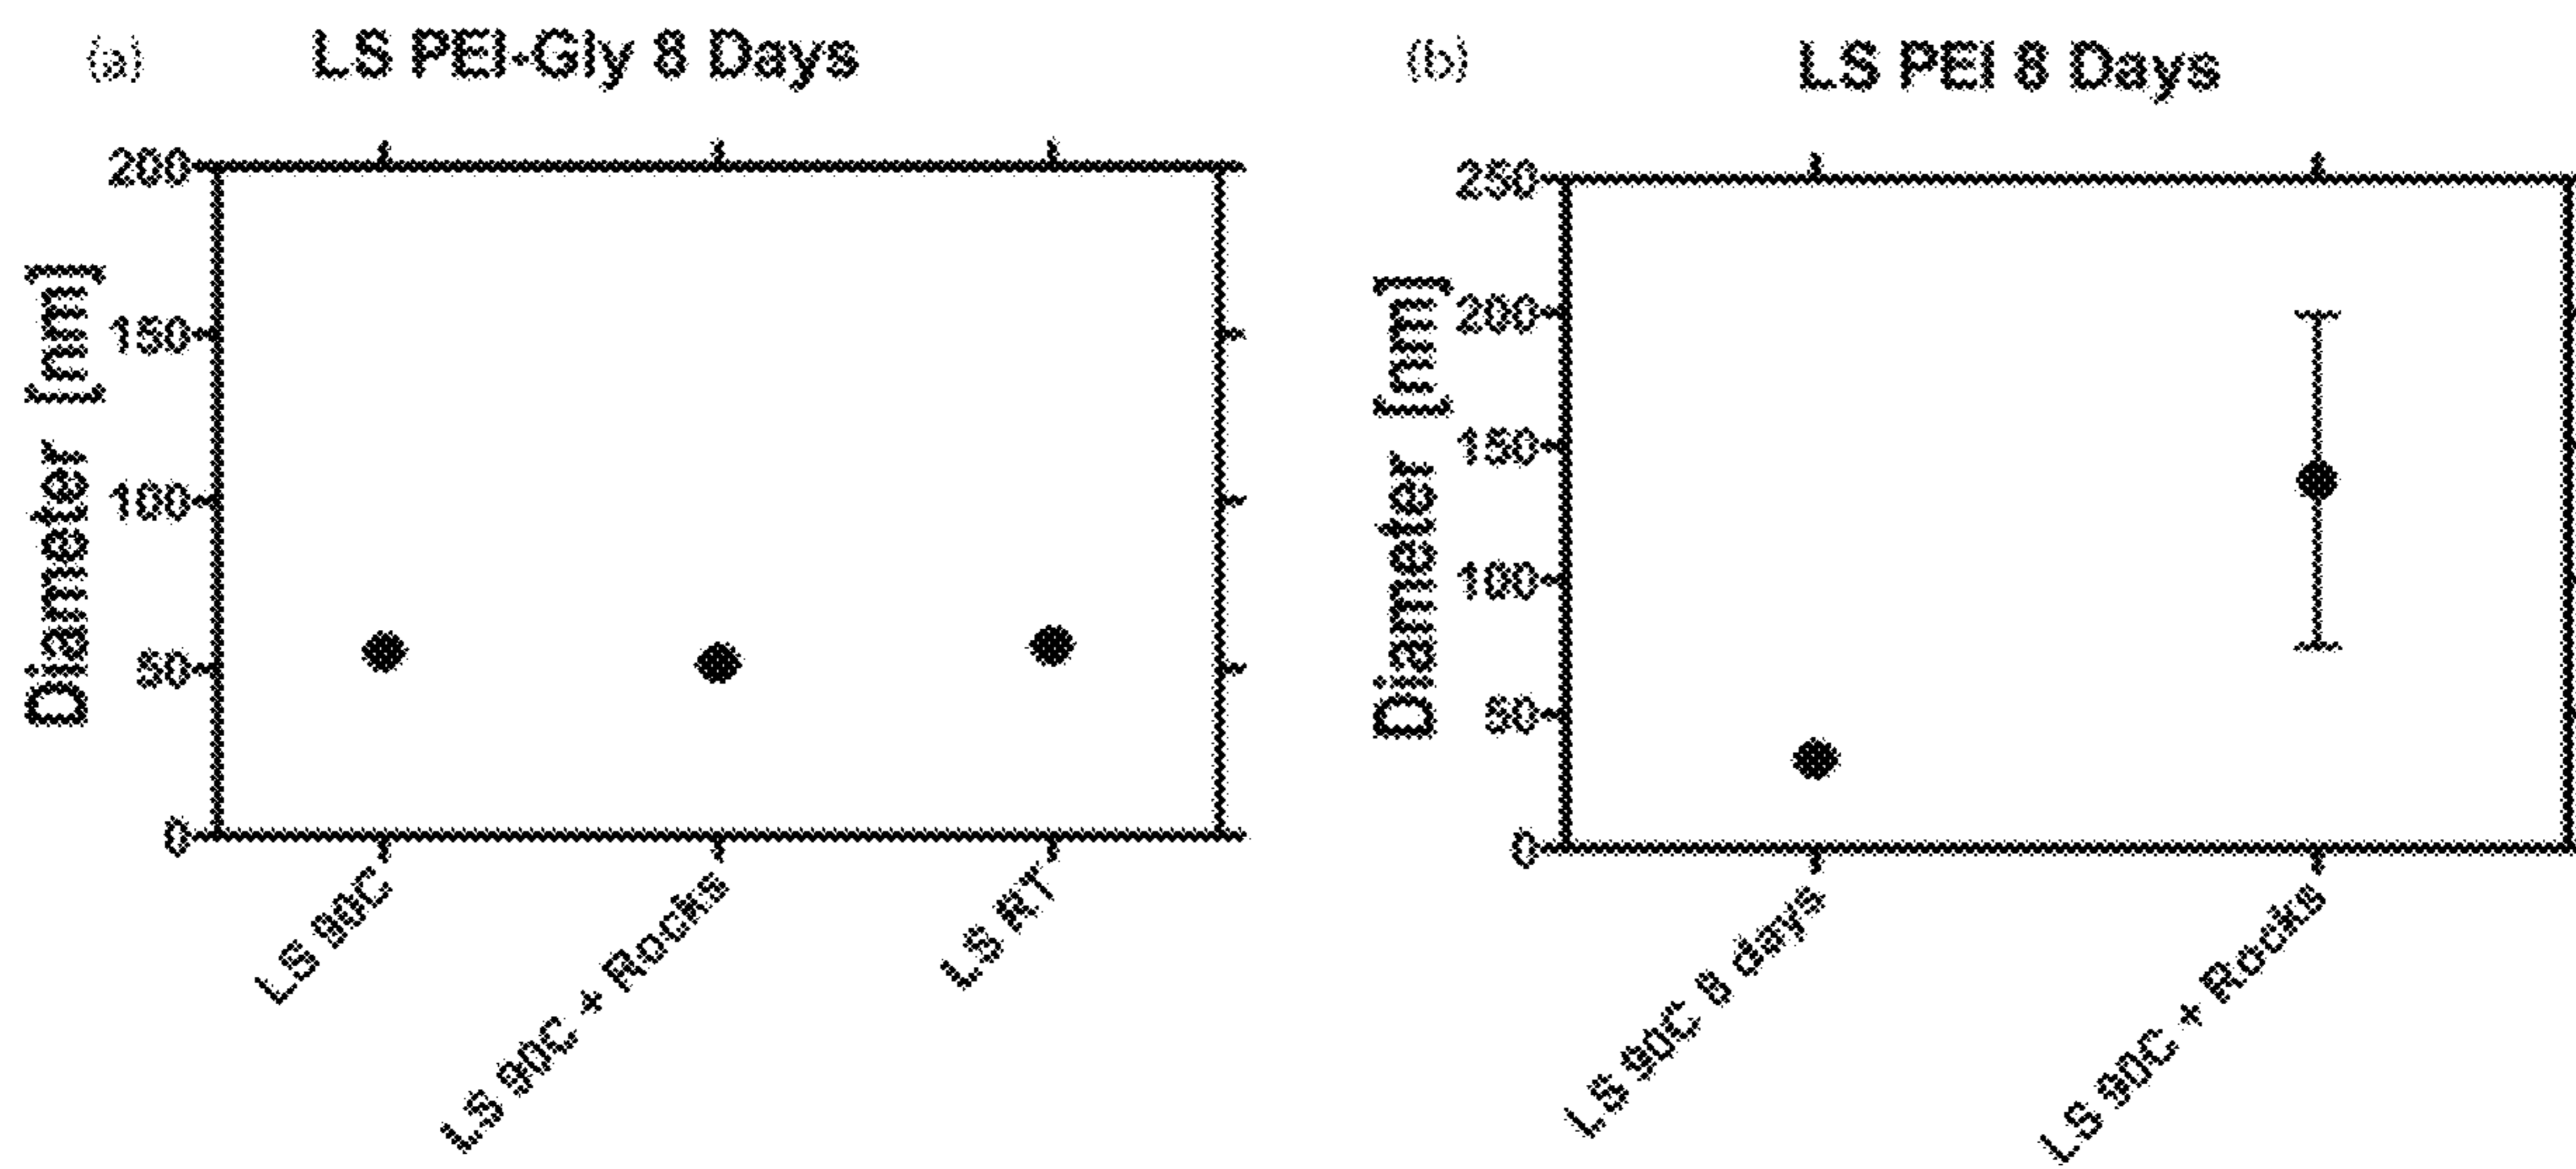 (a) LS PEI-Gly 8 Days
200
150
100
50
0
Diameter [nm]
LS 90C
LS 90C + Rocks
LS RT
(b) LS PEI 8 Days
250
200
150
100
50
0
Diameter [nm]
LS 90C 8 days
LS 90C + Rocks